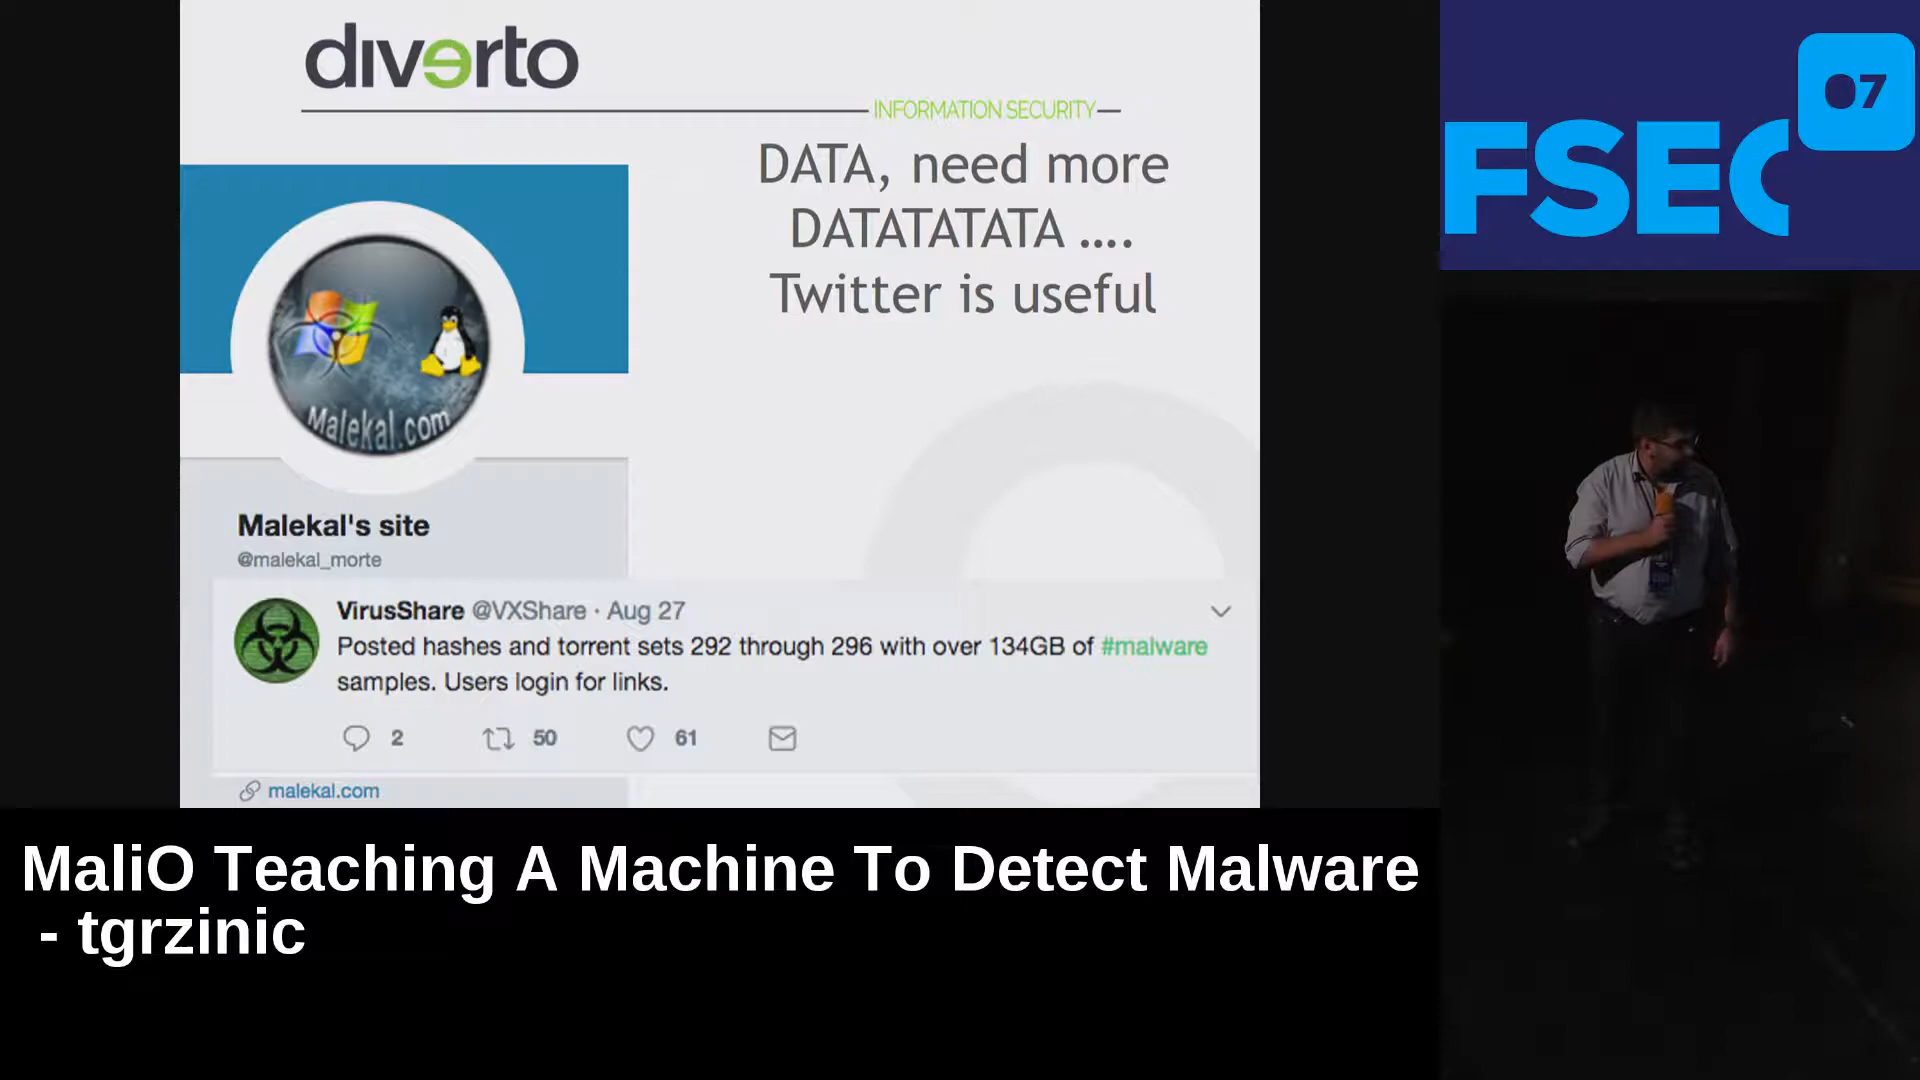 diverto
INFORMATION SECURITY
DATA, need more
DATATATATA ....
Twitter is useful
Malekal.com
Malekal's site
@malekal_morte
VirusShare @VXShare · Aug 27
Posted hashes and torrent sets 292 through 296 with over 134GB of #malware
samples. Users login for links.
2 50 61
malekal.com
07
FSEC
MaliO Teaching A Machine To Detect Malware
- tgrzinic